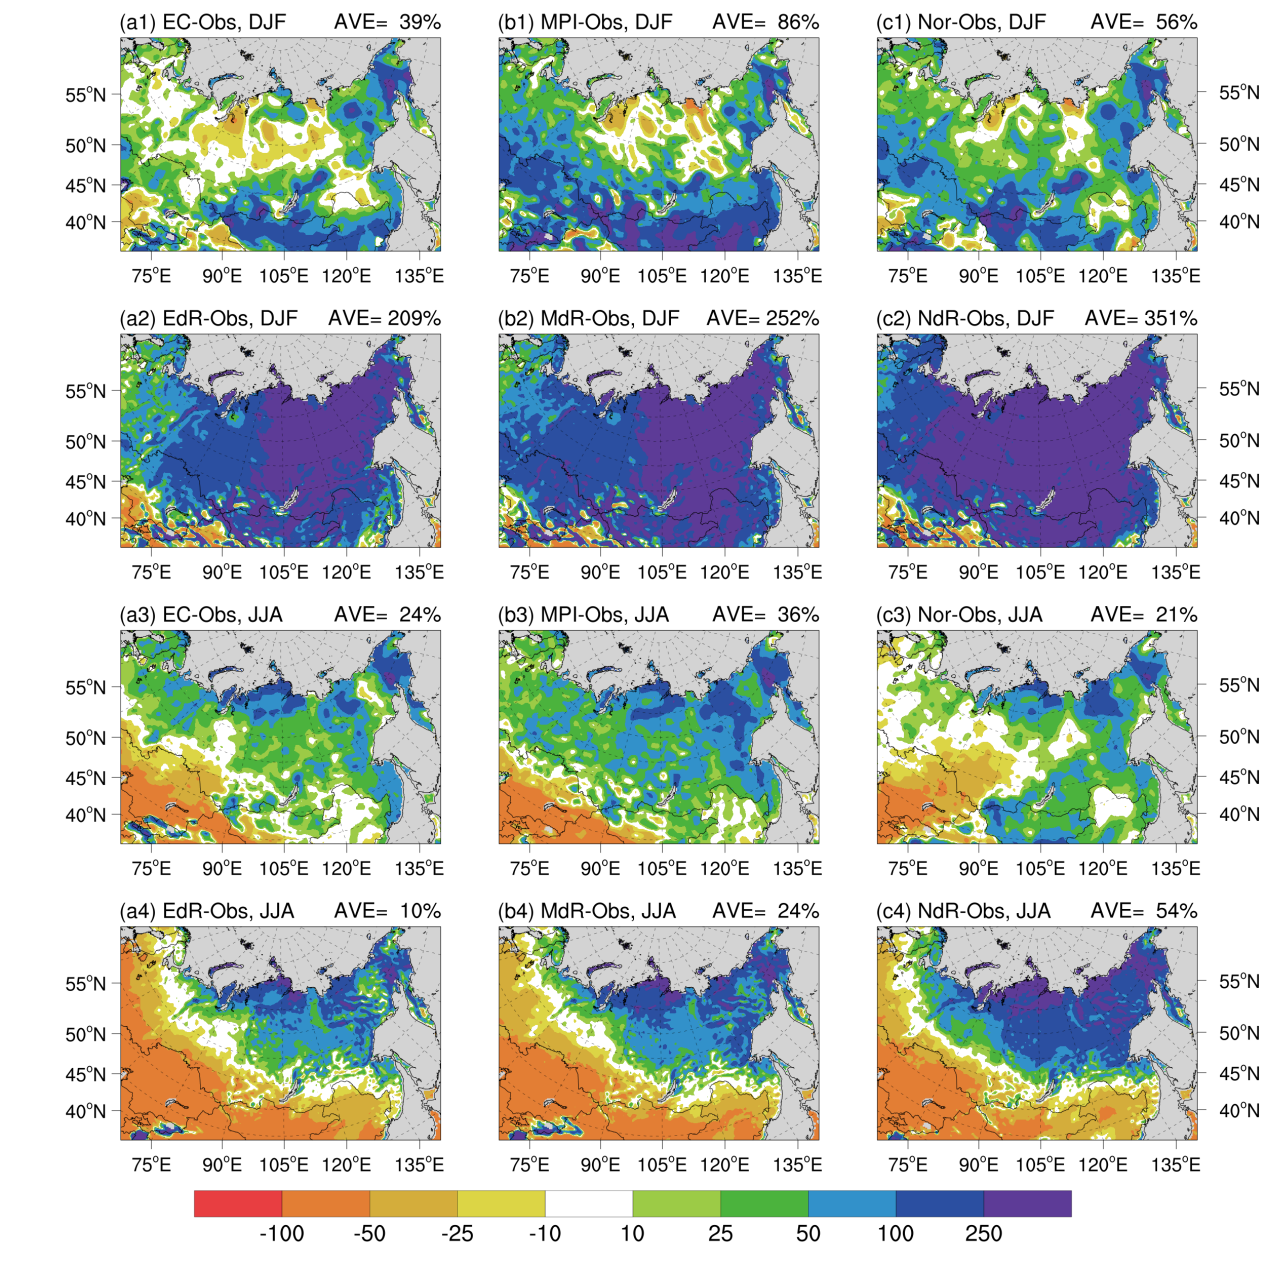 (a1) EC-Obs, DJF AVE= 39% (b1) MPI-Obs, DJF AVE= 86% (c1) Nor-Obs, DJF AVE= 56%
55°N 55°N
50°N 50°N
45°N 45°N
40°N 40°N
75°E 90°E 105°E 120°E 135°E 75°E 90°E 105°E 120°E 135°E 75°E 90°E 105°E 120°E 135°E
(a2) EdR-Obs, DJF AVE= 209% (b2) MdR-Obs, DJF AVE= 252% (c2) NdR-Obs, DJF AVE= 351%
55°N 55°N
50°N 50°N
45°N 45°N
40°N 40°N
75°E 90°E 105°E 120°E 135°E 75°E 90°E 105°E 120°E 135°E 75°E 90°E 105°E 120°E 135°E
(a3) EC-Obs, JJA AVE= 24% (b3) MPI-Obs, JJA AVE= 36% (c3) Nor-Obs, JJA AVE= 21%
55°N 55°N
50°N 50°N
45°N 45°N
40°N 40°N
75°E 90°E 105°E 120°E 135°E 75°E 90°E 105°E 120°E 135°E 75°E 90°E 105°E 120°E 135°E
(a4) EdR-Obs, JJA AVE= 10% (b4) MdR-Obs, JJA AVE= 24% (c4) NdR-Obs, JJA AVE= 54%
55°N 55°N
50°N 50°N
45°N 45°N
40°N 40°N
75°E 90°E 105°E 120°E 135°E 75°E 90°E 105°E 120°E 135°E 75°E 90°E 105°E 120°E 135°E
-100 -50 -25 -10 10 25 50 100 250